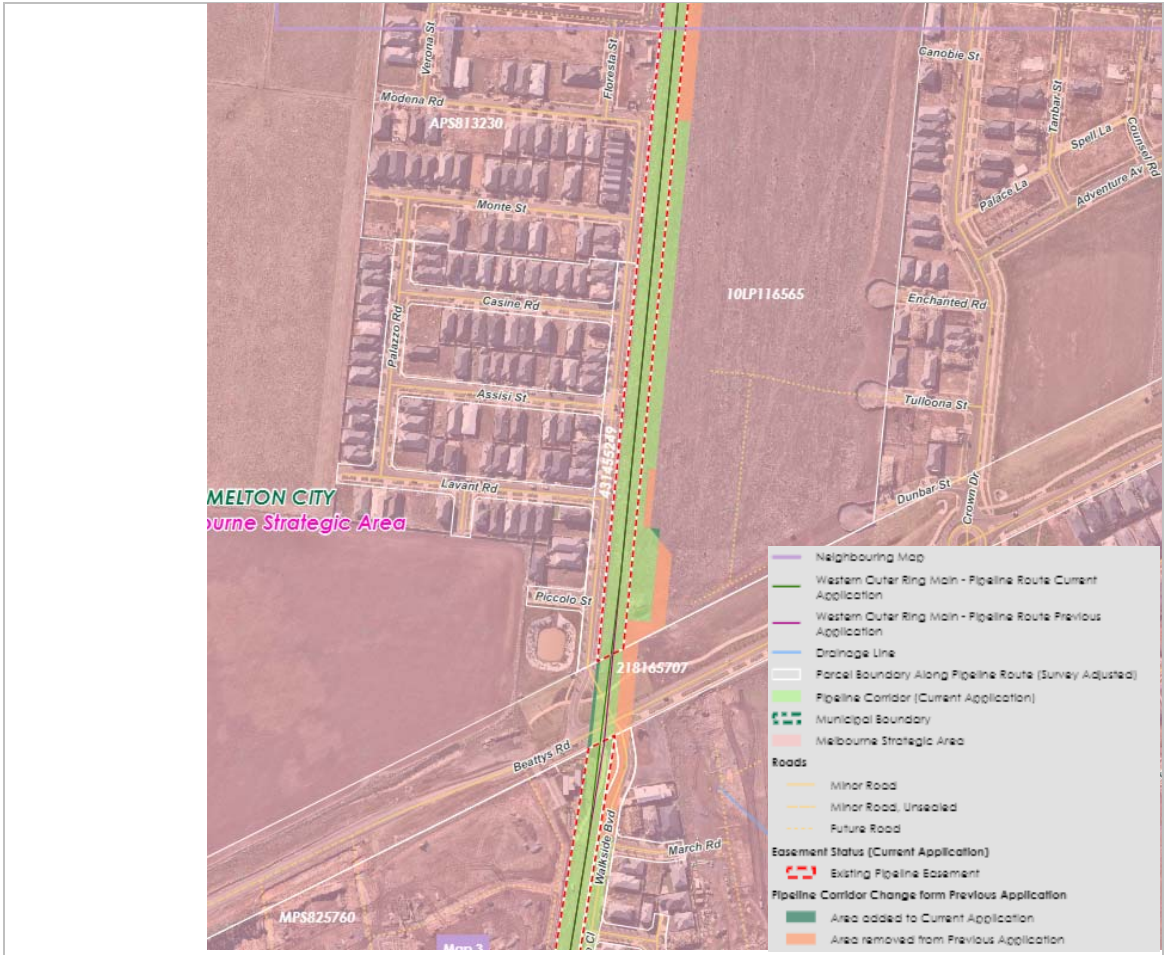 Verona St
Floresta St
Canobie St
Modena Rd
APS813230
Tanbar St
Spell La
Counsel Rd
Palace La
Adventure Av
Monte St
10LP116565
Enchanted Rd
Casine Rd
Palazzo Rd
Assisi St
Tulloona St
Lavant Rd
Dunbar St
Crown Dr
MELTON CITY
ourne Strategic Area
Piccolo St
218165707
Beattys Rd
Walkside Bvd
March Rd
MPS825760
Map 3
Cl
Neighbouring Map
Western Outer Ring Main - Pipeline Route Current
Application
Western Outer Ring Main - Pipeline Route Previous
Application
Drainage Line
Parcel Boundary Along Pipeline Route (Survey Adjusted)
Pipeline Corridor (Current Application)
Municipal Boundary
Melbourne Strategic Area
Roads
Minor Road
Minor Road, Unsealed
Future Road
Easement Status (Current Application)
Existing Pipeline Easement
Pipeline Corridor Change form Previous Application
Area added to Current Application
Area removed from Previous Application